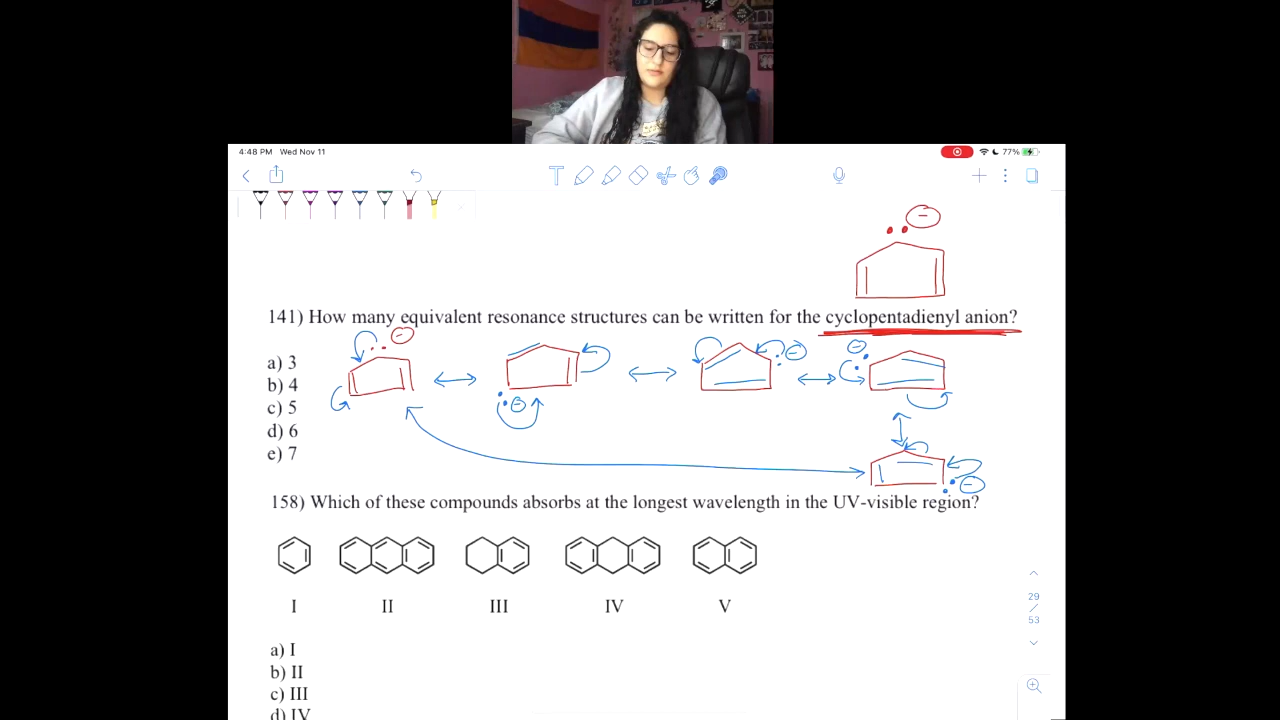 4:48 PM Wed Nov 11
77%
141) How many equivalent resonance structures can be written for the cyclopentadienyl anion?
a) 3
b) 4
c) 5
d) 6
e) 7
158) Which of these compounds absorbs at the longest wavelength in the UV-visible region?
I II III IV V
29
/
53
a) I
b) II
c) III
d) IV